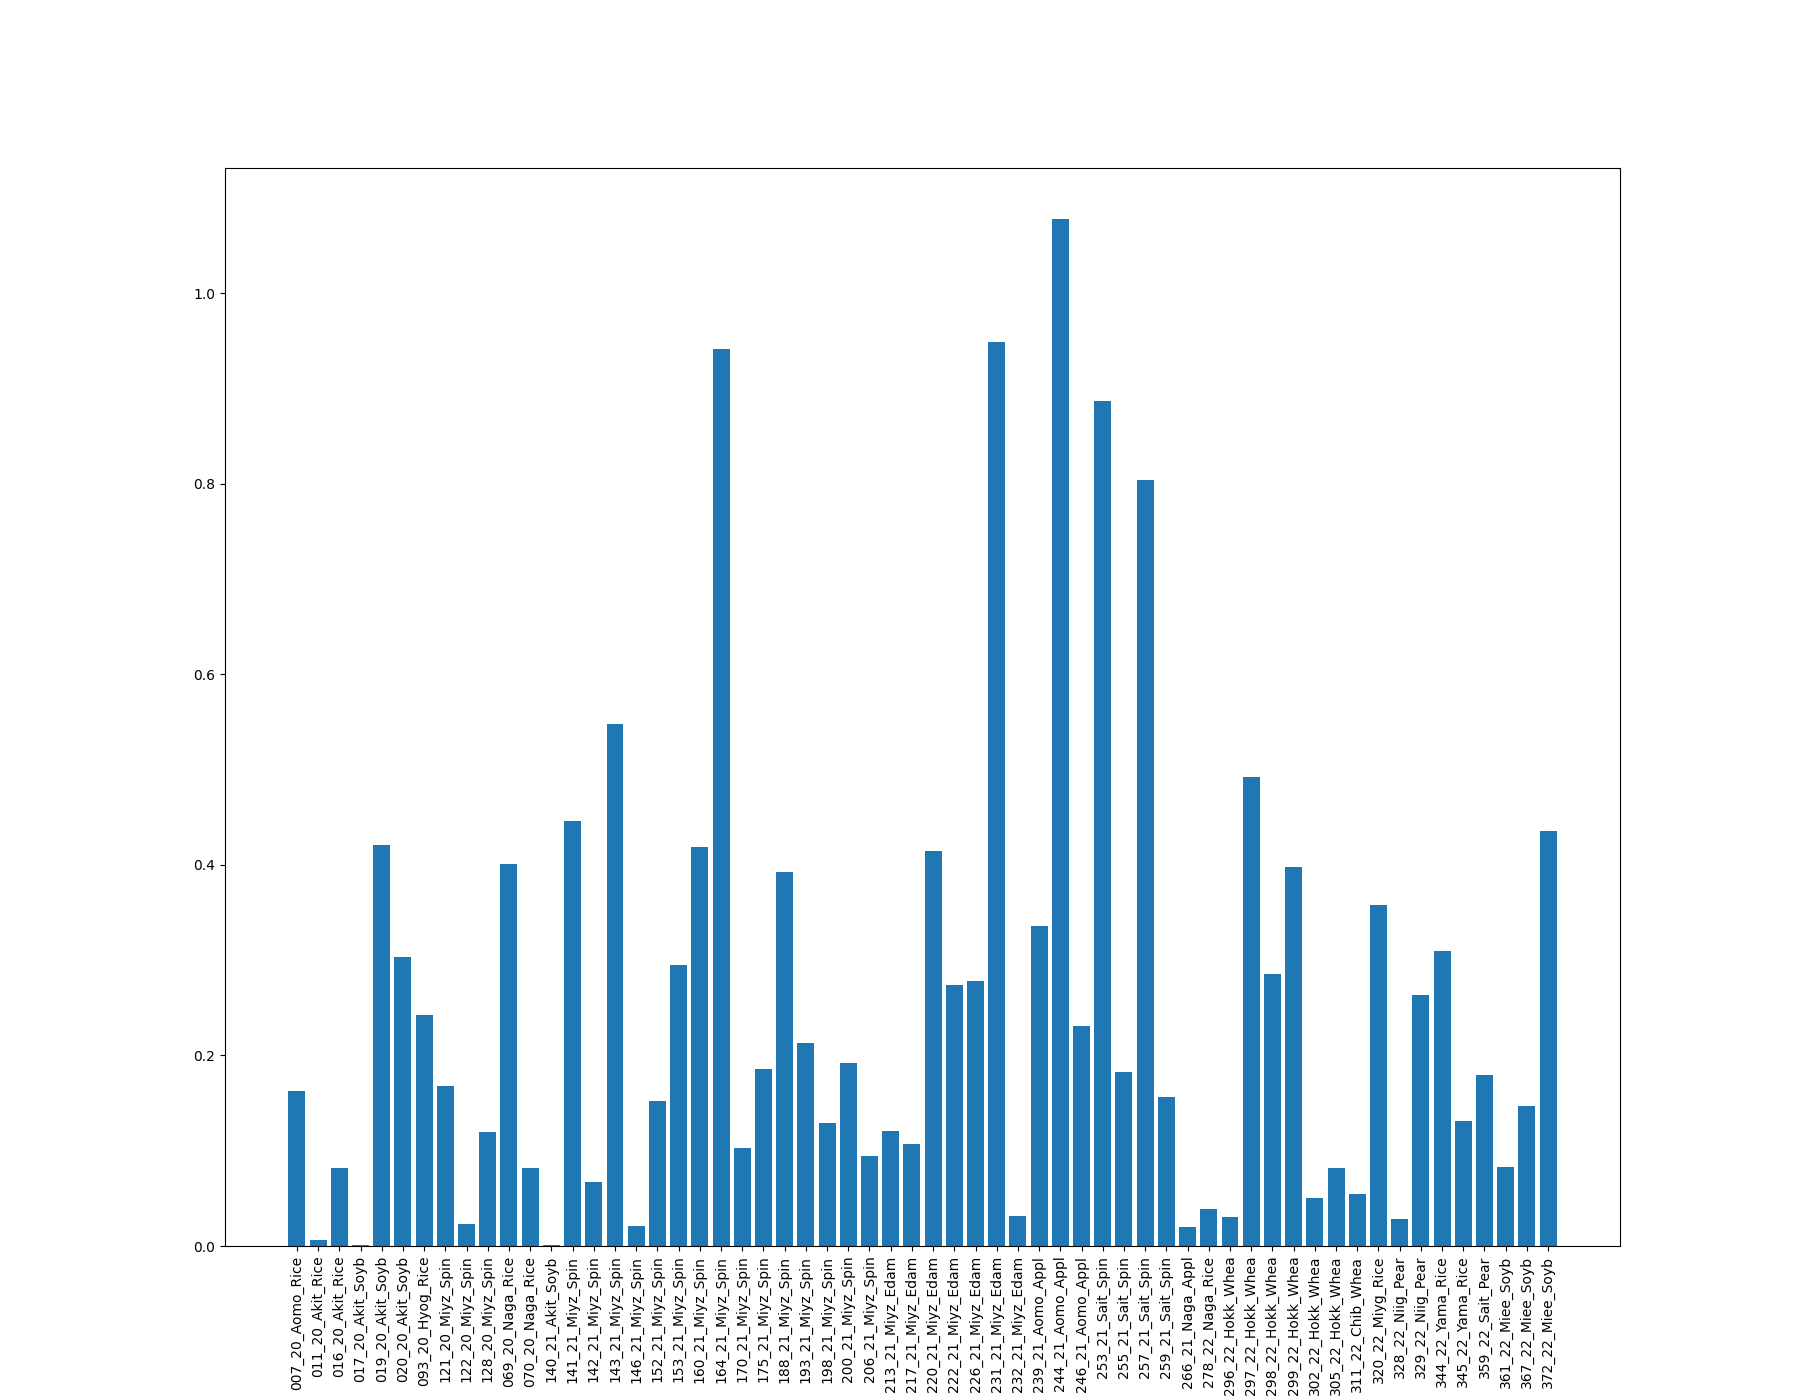 1.0
0.8
0.6
0.4
0.2
0.0
007_20_Aomo_Rice
011_20_Akit_Rice
016_20_Akit_Rice
017_20_Akit_Soyb
019_20_Akit_Soyb
020_20_Akit_Soyb
093_20_Hyog_Rice
121_20_Miyz_Spin
122_20_Miyz_Spin
128_20_Miyz_Spin
069_20_Naga_Rice
070_20_Naga_Rice
140_21_Akit_Soyb
141_21_Miyz_Spin
142_21_Miyz_Spin
143_21_Miyz_Spin
146_21_Miyz_Spin
152_21_Miyz_Spin
153_21_Miyz_Spin
160_21_Miyz_Spin
164_21_Miyz_Spin
170_21_Miyz_Spin
175_21_Miyz_Spin
188_21_Miyz_Spin
193_21_Miyz_Spin
198_21_Miyz_Spin
200_21_Miyz_Spin
206_21_Miyz_Spin
213_21_Miyz_Edam
217_21_Miyz_Edam
220_21_Miyz_Edam
222_21_Miyz_Edam
226_21_Miyz_Edam
231_21_Miyz_Edam
232_21_Miyz_Edam
239_21_Aomo_Appl
244_21_Aomo_Appl
246_21_Aomo_Appl
253_21_Sait_Spin
255_21_Sait_Spin
257_21_Sait_Spin
259_21_Sait_Spin
266_21_Naga_Appl
278_22_Naga_Rice
296_22_Hokk_Whea
297_22_Hokk_Whea
298_22_Hokk_Whea
299_22_Hokk_Whea
302_22_Hokk_Whea
305_22_Hokk_Whea
311_22_Chib_Whea
320_22_Miyg_Rice
328_22_Niig_Pear
329_22_Niig_Pear
344_22_Yama_Rice
345_22_Yama_Rice
359_22_Sait_Pear
361_22_Miee_Soyb
367_22_Miee_Soyb
372_22_Miee_Soyb